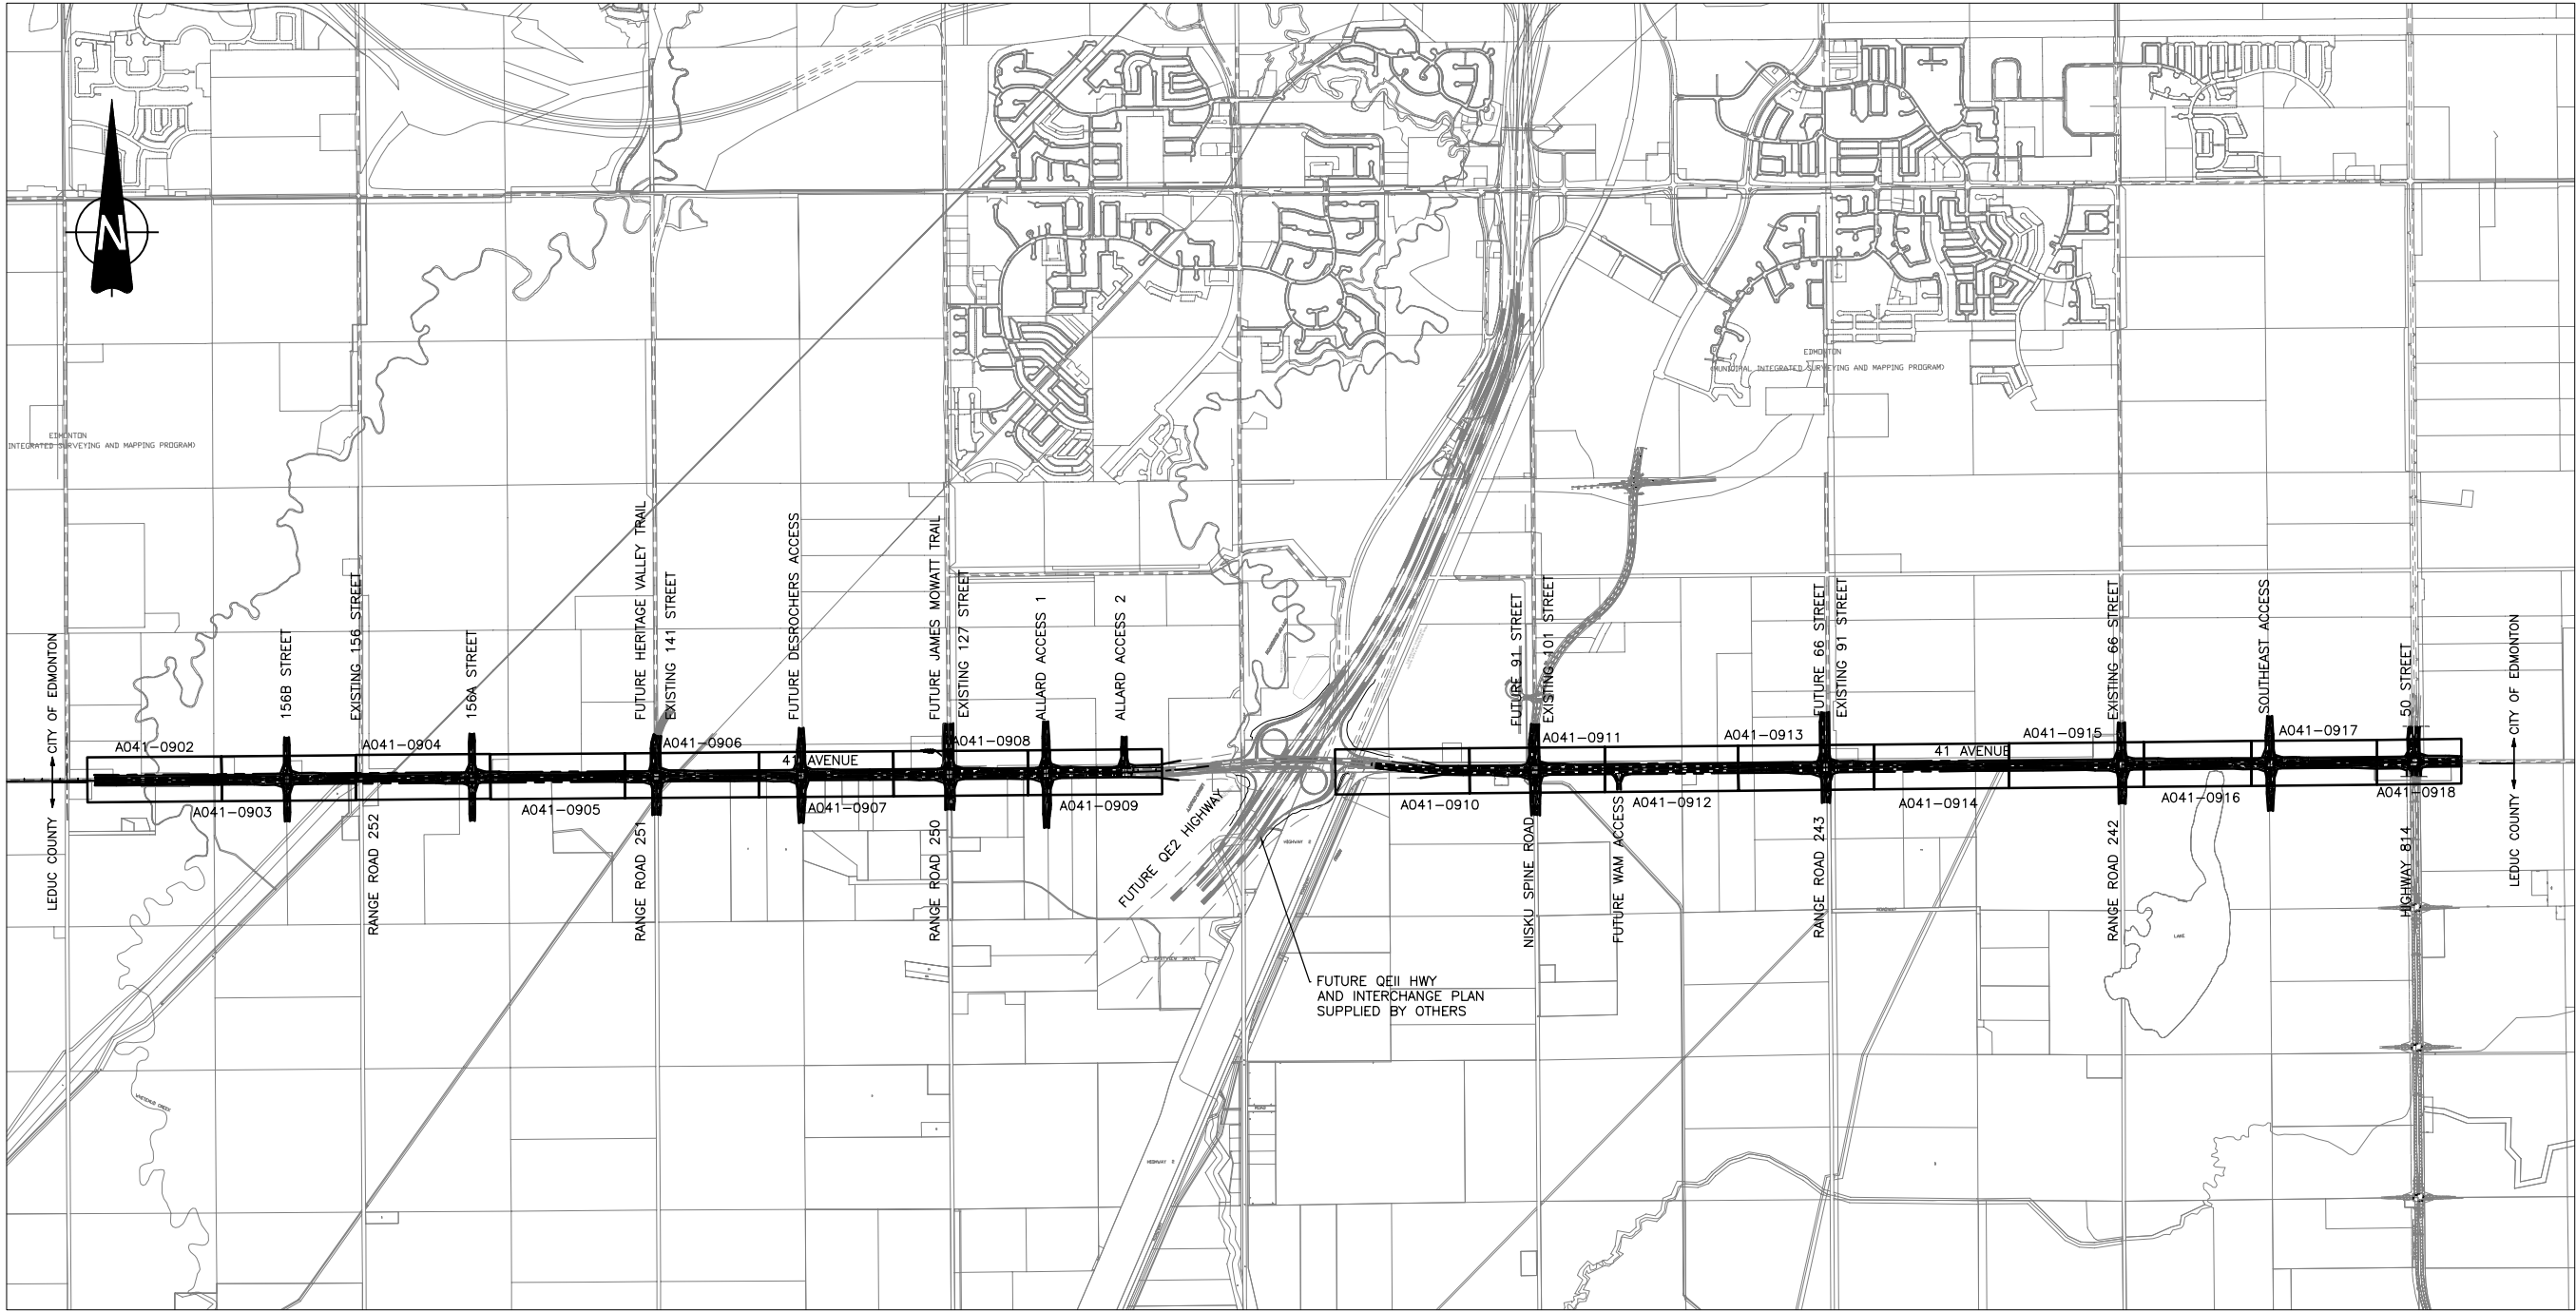 N
EDMONTON
(MUNICIPAL INTEGRATED SURVEYING AND MAPPING PROGRAM)
EDMONTON
INTEGRATED SURVEYING AND MAPPING PROGRAM)
CITY OF EDMONTON
LEDUC COUNTY
156B STREET
EXISTING 156 STREET
156A STREET
FUTURE HERITAGE VALLEY TRAIL
EXISTING 141 STREET
FUTURE DESROCHERS ACCESS
FUTURE JAMES MOWATT TRAIL
EXISTING 127 STREET
ALLARD ACCESS 1
ALLARD ACCESS 2
FUTURE 91 STREET
EXISTING 101 STREET
FUTURE 66 STREET
EXISTING 91 STREET
EXISTING 66 STREET
SOUTHEAST ACCESS
50 STREET
CITY OF EDMONTON
LEDUC COUNTY
A041-0902
A041-0904
A041-0906
A041-0908
A041-0911
A041-0913
A041-0915
A041-0917
41 AVENUE
41 AVENUE
A041-0903
A041-0905
A041-0907
A041-0909
A041-0910
A041-0912
A041-0914
A041-0916
A041-0918
RANGE ROAD 252
RANGE ROAD 251
RANGE ROAD 250
FUTURE QE2 HIGHWAY
NISKU SPINE ROAD
FUTURE WAM ACCESS
RANGE ROAD 243
RANGE ROAD 242
HIGHWAY 814
HIGHWAY 2
LAKE
FUTURE QEII HWY
AND INTERCHANGE PLAN
SUPPLIED BY OTHERS
WHITEMUD CREEK
ROAD
HIGHWAY 2